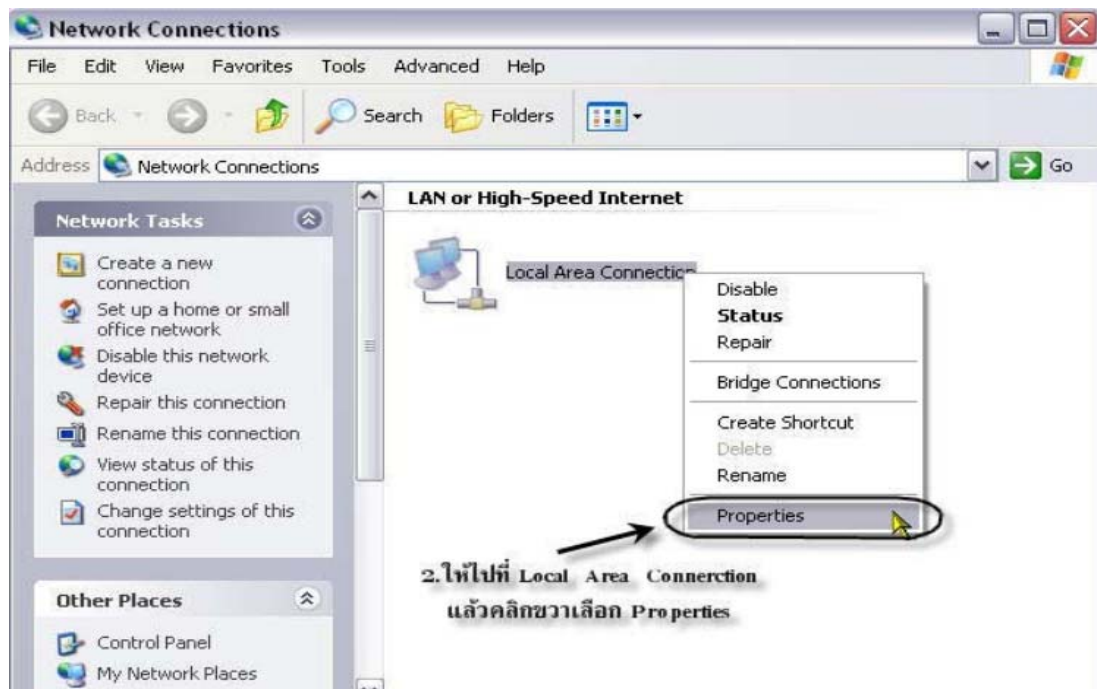 Network Connections
File Edit View Favorites Tools Advanced Help
Back Search Folders
Address Network Connections Go
Network Tasks
Create a new
connection
Set up a home or small
office network
Disable this network
device
Repair this connection
Rename this connection
View status of this
connection
Change settings of this
connection
Other Places
Control Panel
My Network Places
LAN or High-Speed Internet
Local Area Connection
Disable
Status
Repair
Bridge Connections
Create Shortcut
Delete
Rename
Properties
2.ให้ไปที่ Local Area Connerction
แล้วคลิกขวาเลือก Properties